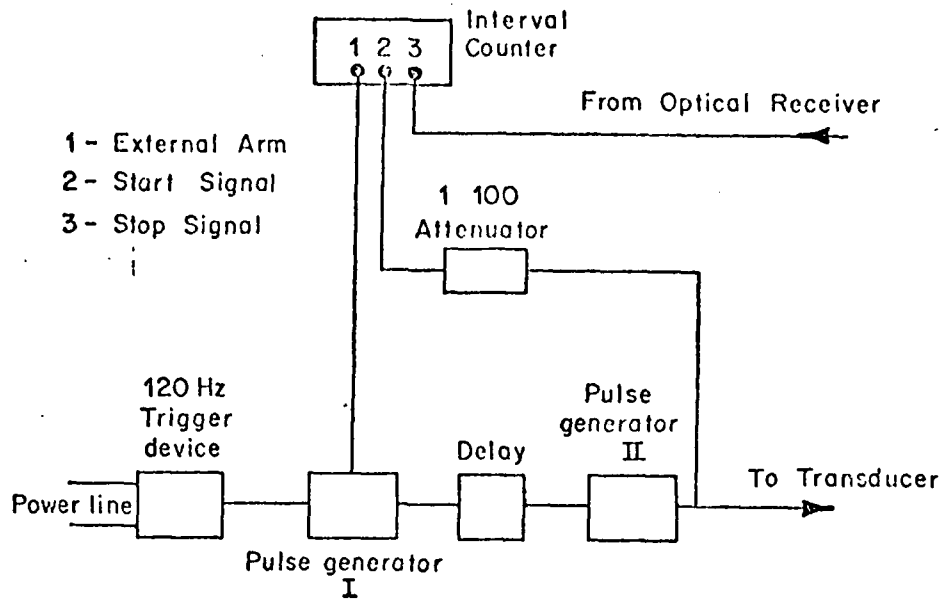 Interval
Counter
1 2 3
From Optical Receiver
1 - External Arm
2 - Start Signal
3 - Stop Signal
1 100
Attenuator
120 Hz
Trigger
device
Pulse
generator
II
Delay
To Transducer
Power line
Pulse generator
I